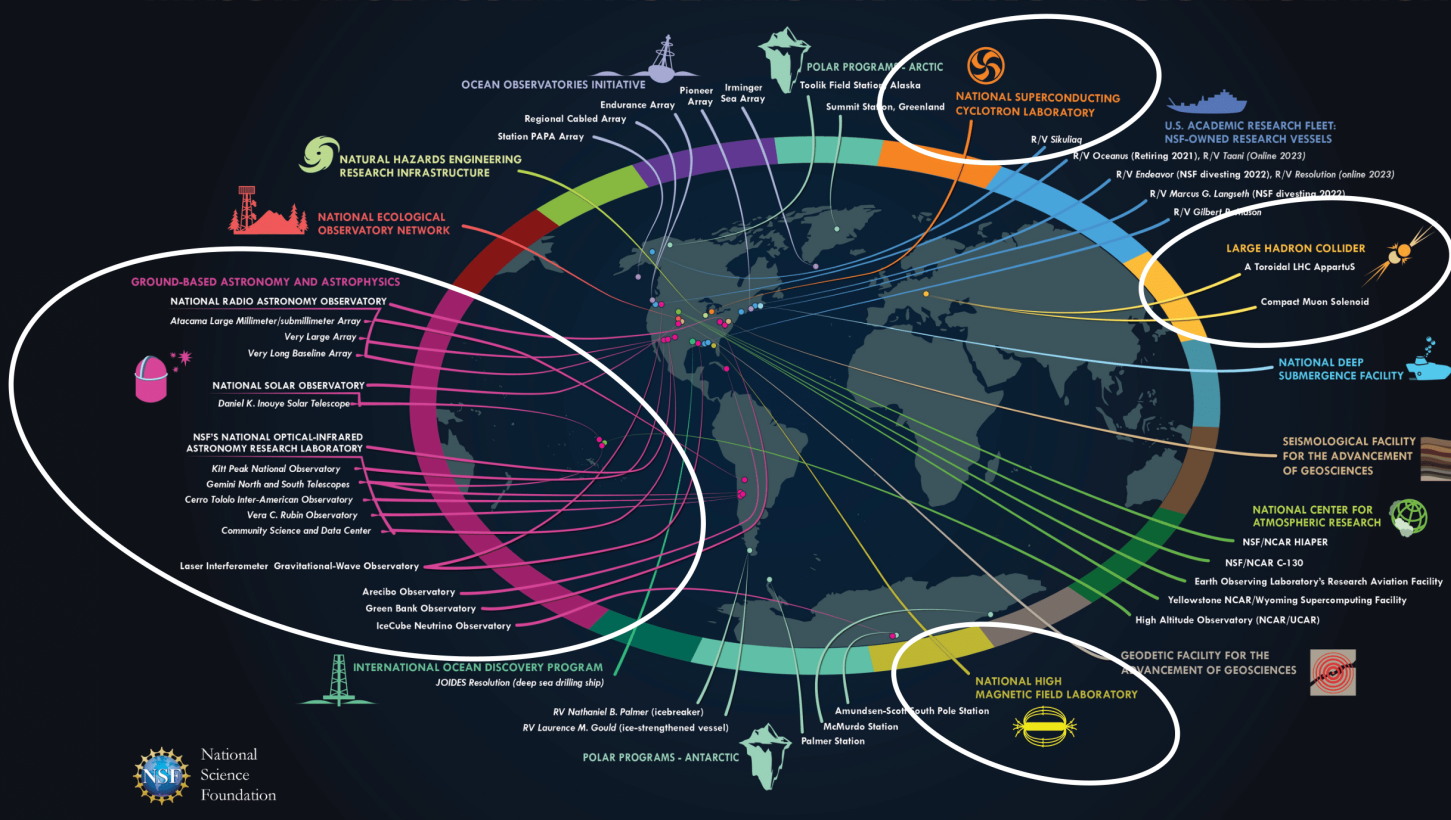 OCEAN OBSERVATORIES INITIATIVE
Endurance Array
Regional Cabled Array
Station PAPA Array
Pioneer
Array
Irminger
Sea Array
POLAR PROGRAMS - ARCTIC
Toolik Field Station, Alaska
Summit Station, Greenland
NATIONAL SUPERCONDUCTING
CYCLOTRON LABORATORY
U.S. ACADEMIC RESEARCH FLEET:
NSF-OWNED RESEARCH VESSELS
R/V Sikuliaq
R/V Oceanus (Retiring 2021), R/V Taani (Online 2023)
R/V Endeavor (NSF divesting 2022), R/V Resolution (online 2023)
R/V Marcus G. Langseth (NSF divesting 2022)
R/V Gilbert R.
NATURAL HAZARDS ENGINEERING
RESEARCH INFRASTRUCTURE
NATIONAL ECOLOGICAL
OBSERVATORY NETWORK
LARGE HADRON COLLIDER
A Toroidal LHC AppartuS
Compact Muon Solenoid
GROUND-BASED ASTRONOMY AND ASTROPHYSICS
NATIONAL RADIO ASTRONOMY OBSERVATORY
Atacama Large Millimeter/submillimeter Array
Very Large Array
Very Long Baseline Array
NATIONAL SOLAR OBSERVATORY
Daniel K. Inouye Solar Telescope
NSF'S NATIONAL OPTICAL-INFRARED
ASTRONOMY RESEARCH LABORATORY
Kitt Peak National Observatory
Gemini North and South Telescopes
Cerro Tololo Inter-American Observatory
Vera C. Rubin Observatory
Community Science and Data Center
Laser Interferometer Gravitational-Wave Observatory
Arecibo Observatory
Green Bank Observatory
IceCube Neutrino Observatory
NATIONAL DEEP
SUBMERGENCE FACILITY
SEISMOLOGICAL FACILITY
FOR THE ADVANCEMENT
OF GEOSCIENCES
NATIONAL CENTER FOR
ATMOSPHERIC RESEARCH
NSF/NCAR HIAPER
NSF/NCAR C-130
Earth Observing Laboratory's Research Aviation Facility
Yellowstone NCAR/Wyoming Supercomputing Facility
High Altitude Observatory (NCAR/UCAR)
GEODETIC FACILITY FOR THE
ADVANCEMENT OF GEOSCIENCES
NATIONAL HIGH
MAGNETIC FIELD LABORATORY
INTERNATIONAL OCEAN DISCOVERY PROGRAM
JOIDES Resolution (deep sea drilling ship)
RV Nathaniel B. Palmer (icebreaker)
RV Laurence M. Gould (ice-strengthened vessel)
Amundsen-Scott South Pole Station
McMurdo Station
Palmer Station
POLAR PROGRAMS - ANTARCTIC
NSF
National
Science
Foundation